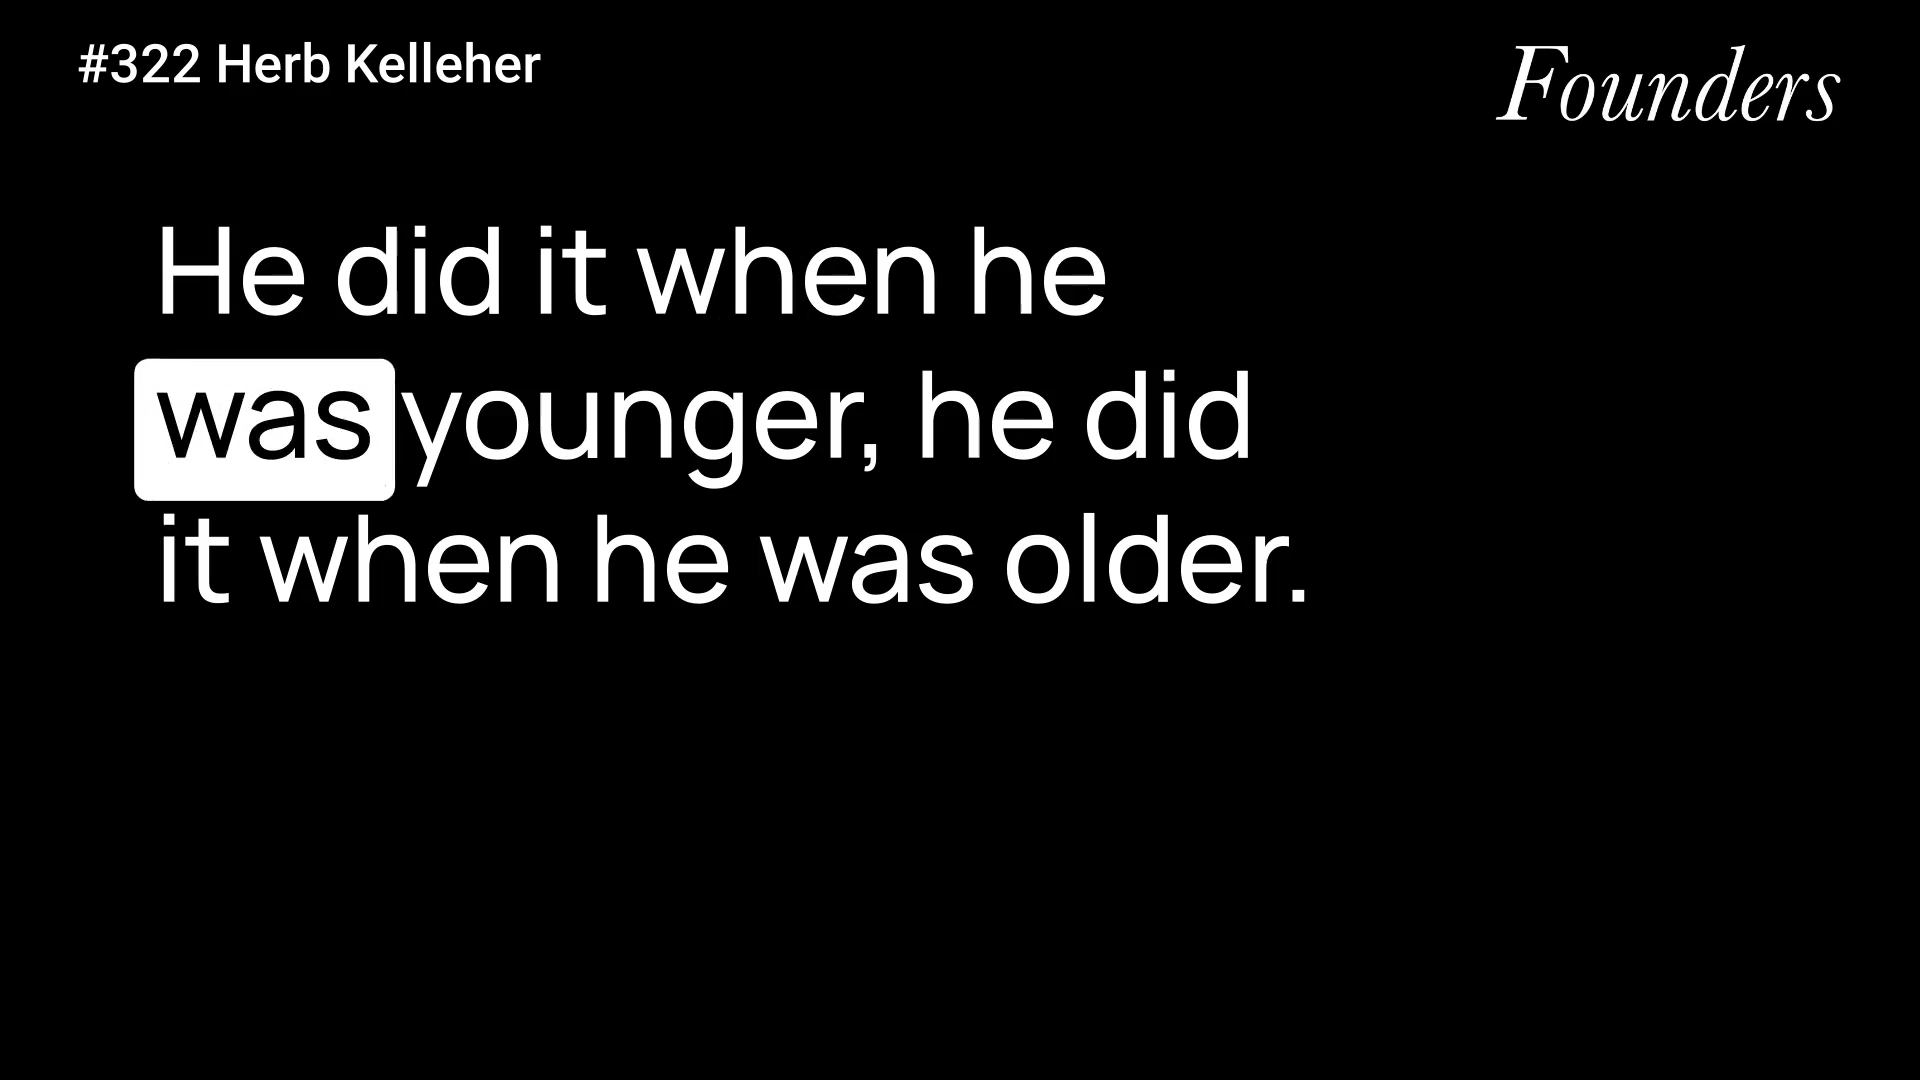 #322 Herb Kelleher
Founders
He did it when he
was younger, he did
it when he was older.